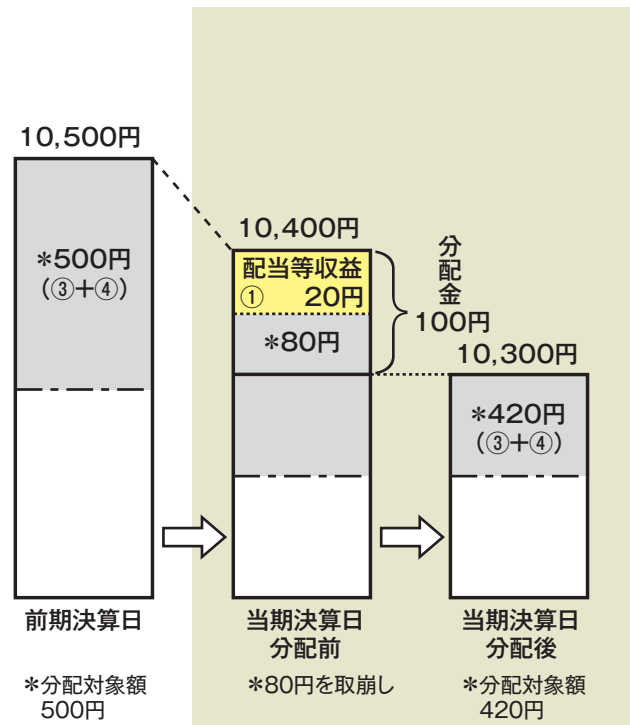 10,500円
*500円
(③+④)
前期決算日
*分配対象額
500円
10,400円
配当等収益
① 20円
*80円
分配金
100円
当期決算日
分配前
*80円を取崩し
10,300円
*420円
(③+④)
当期決算日
分配後
*分配対象額
420円